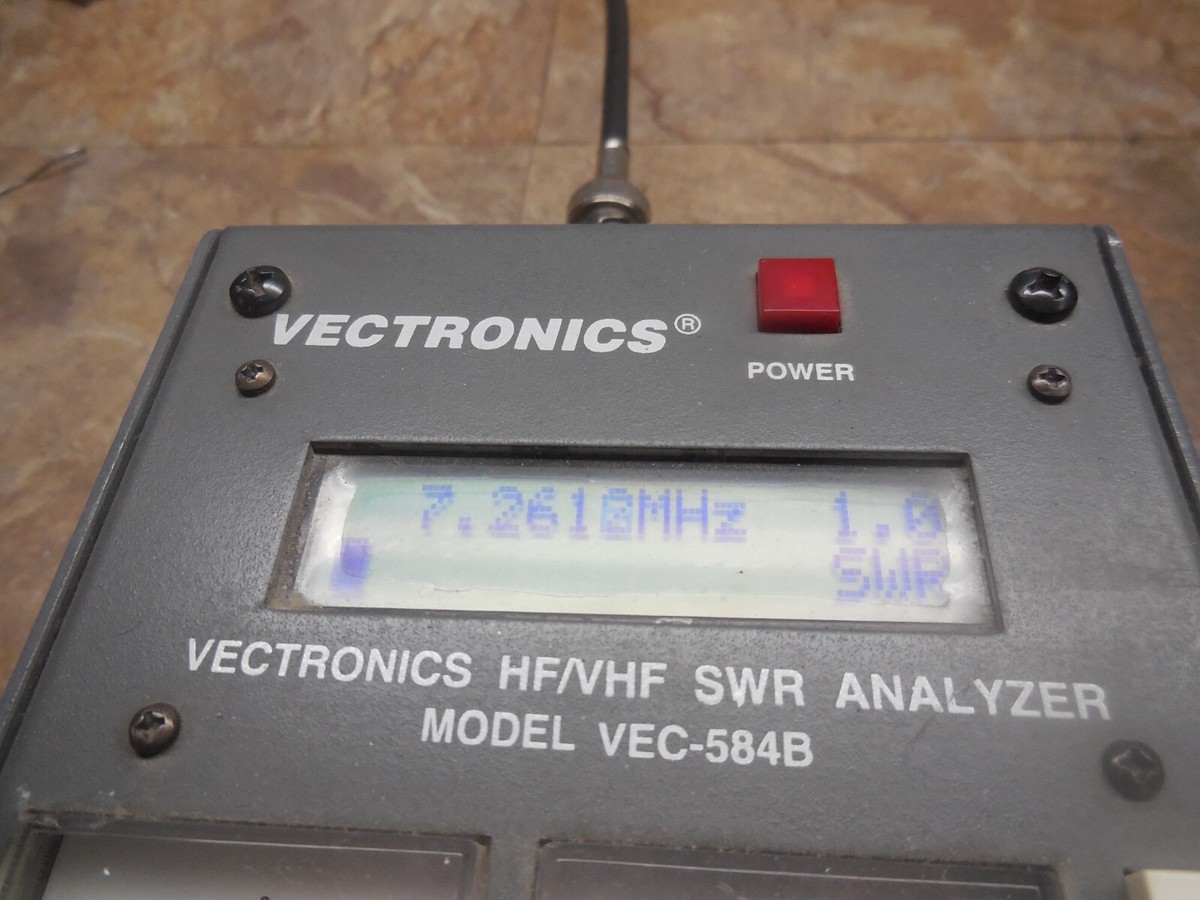 VECTRONICS®
POWER
7.2610MHz 1.0
SWR
VECTRONICS HF/VHF SWR ANALYZER
MODEL VEC-584B